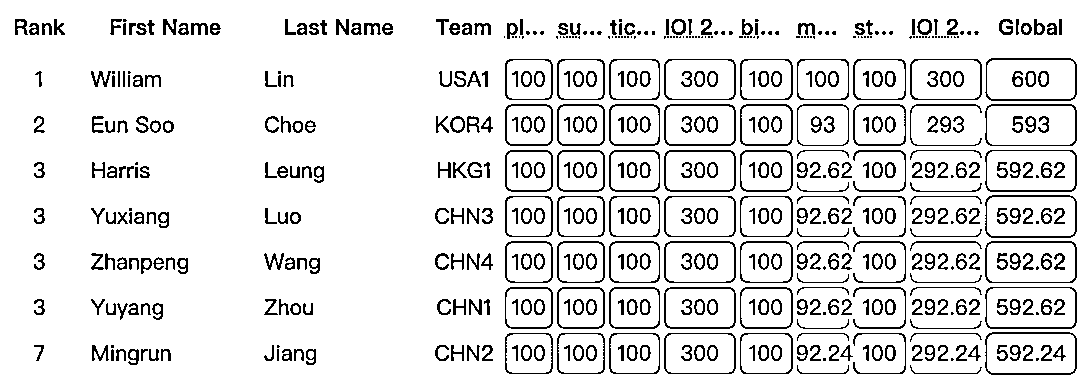 Rank First Name Last Name Team pl... su... tic... IOI 2... bi... m... st... IOI 2... Global
1 William Lin USA1 100 100 100 300 100 100 100 300 600
2 Eun Soo Choe KOR4 100 100 100 300 100 93 100 293 593
3 Harris Leung HKG1 100 100 100 300 100 92.62 100 292.62 592.62
3 Yuxiang Luo CHN3 100 100 100 300 100 92.62 100 292.62 592.62
3 Zhanpeng Wang CHN4 100 100 100 300 100 92.62 100 292.62 592.62
3 Yuyang Zhou CHN1 100 100 100 300 100 92.62 100 292.62 592.62
7 Mingrun Jiang CHN2 100 100 100 300 100 92.24 100 292.24 592.24